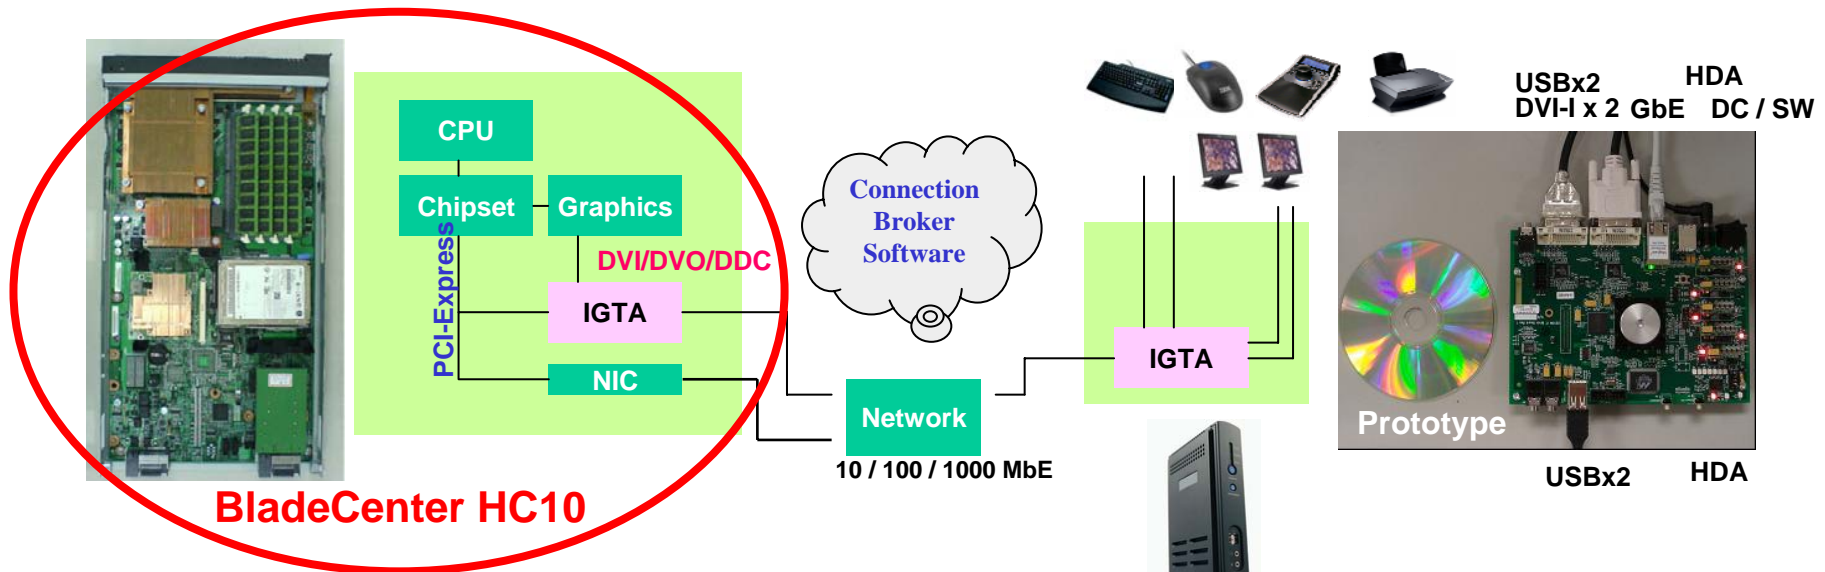 CPU
Chipset
Graphics
PCI-Express
DVI/DVO/DDC
IGTA
NIC
BladeCenter HC10
Connection
Broker
Software
Network
10 / 100 / 1000 MbE
IGTA
USBx2
HDA
DVI-I x 2
GbE
DC / SW
Prototype
USBx2
HDA